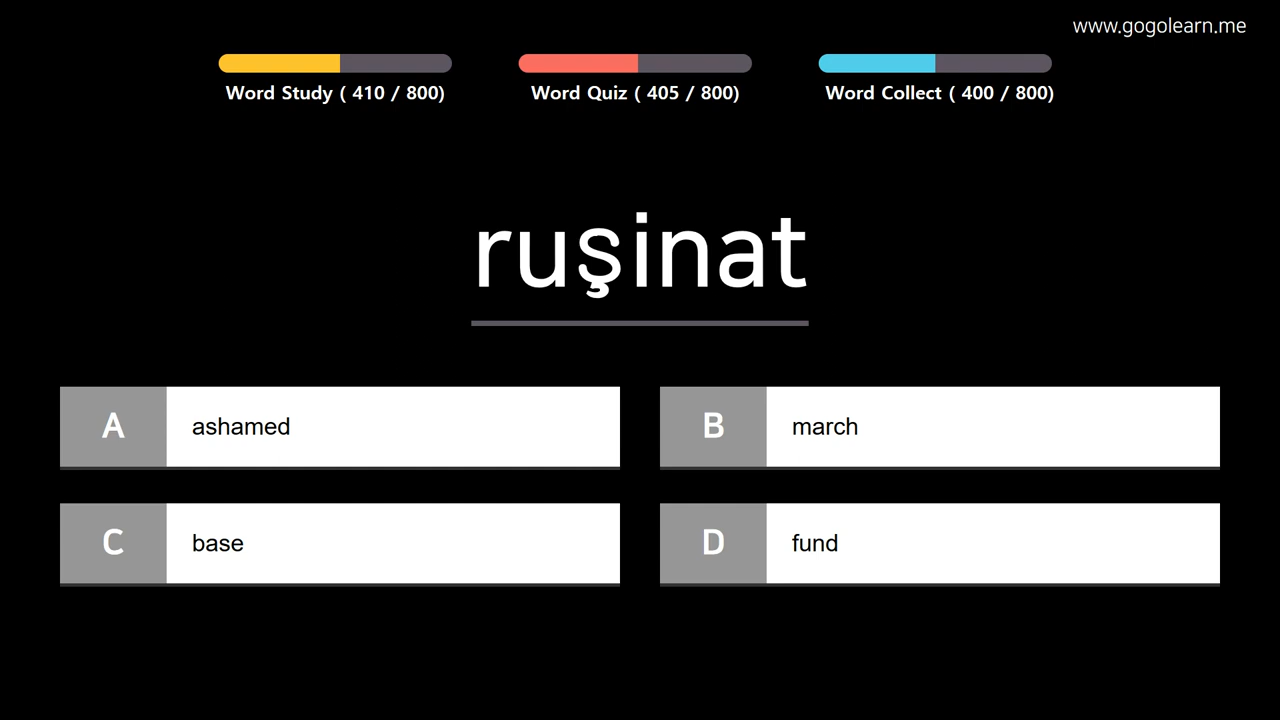 www.gogolearn.me
Word Study ( 410 / 800)
Word Quiz ( 405 / 800)
Word Collect ( 400 / 800)
ruşinat
A ashamed
B march
C base
D fund